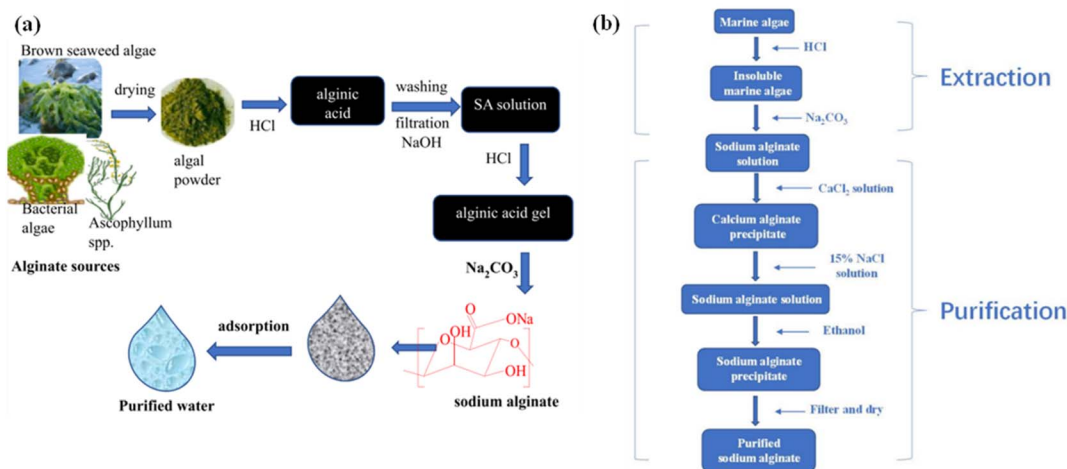 (a)
Brown seaweed algae
drying
HCl
algal
powder
Bacterial
algae
Ascophyllum
spp.
Alginate sources
alginic
acid
washing
filtration
NaOH
SA solution
HCl
alginic acid gel
Na₂CO₃
O
ONa
OH
O
O
OH
sodium alginate
adsorption
Purified water
(b)
Marine algae
HCl
Insoluble
marine algae
Na₂CO₃
Extraction
Sodium alginate
solution
CaCl₂ solution
Calcium alginate
precipitate
15% NaCl
solution
Sodium alginate solution
Purification
Ethanol
Sodium alginate
precipitate
Filter and dry
Purified
sodium alginate